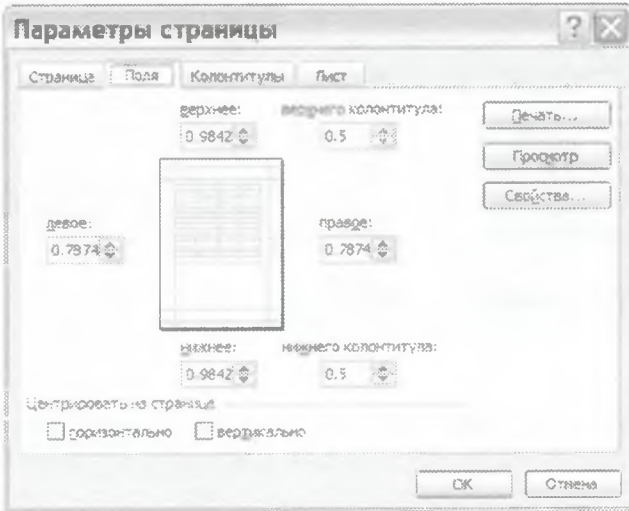 Параметры страницы
Страница Поля Колонтитулы Лист
верхнее: верхнего колонтитула:
0.9842 0.5
Печать...
Просмотр
Свойства...
левое: правое:
0.7874 0.7874
нижнее: нижнего колонтитула:
0.9842 0.5
Центрировать на странице
горизонтально вертикально
ОК Отмена